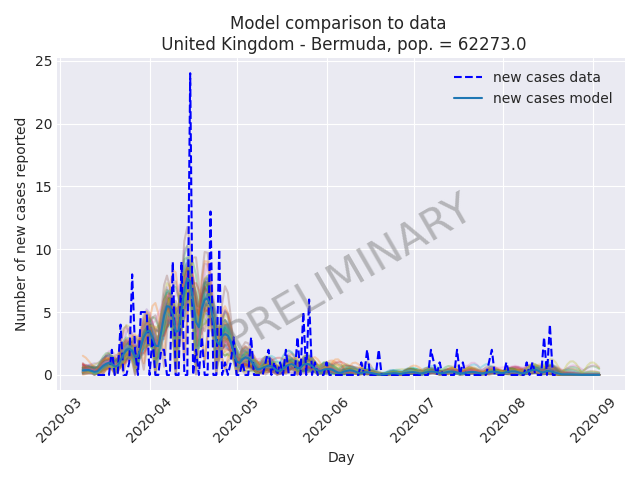 Model comparison to data
United Kingdom - Bermuda, pop. = 62273.0
new cases data
new cases model
Number of new cases reported
25
20
15
10
5
0
PRELIMINARY
2020-03
2020-04
2020-05
2020-06
2020-07
2020-08
2020-09
Day